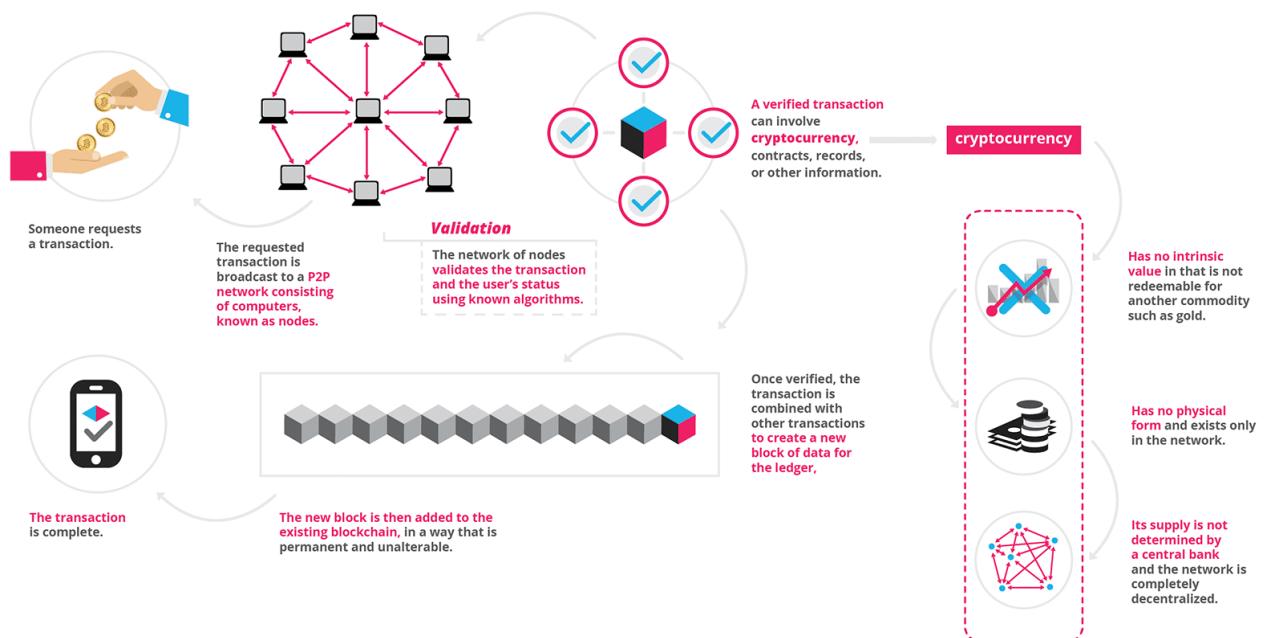 Someone requests
a transaction.
The requested
transaction is
broadcast to a P2P
network consisting
of computers,
known as nodes.
Validation
The network of nodes
validates the transaction
and the user's status
using known algorithms.
A verified transaction
can involve
cryptocurrency,
contracts, records,
or other information.
cryptocurrency
Has no intrinsic
value in that is not
redeemable for
another commodity
such as gold.
Has no physical
form and exists only
in the network.
Its supply is not
determined by
a central bank
and the network is
completely
decentralized.
Once verified, the
transaction is
combined with
other transactions
to create a new
block of data for
the ledger,
The new block is then added to the
existing blockchain, in a way that is
permanent and unalterable.
The transaction
is complete.